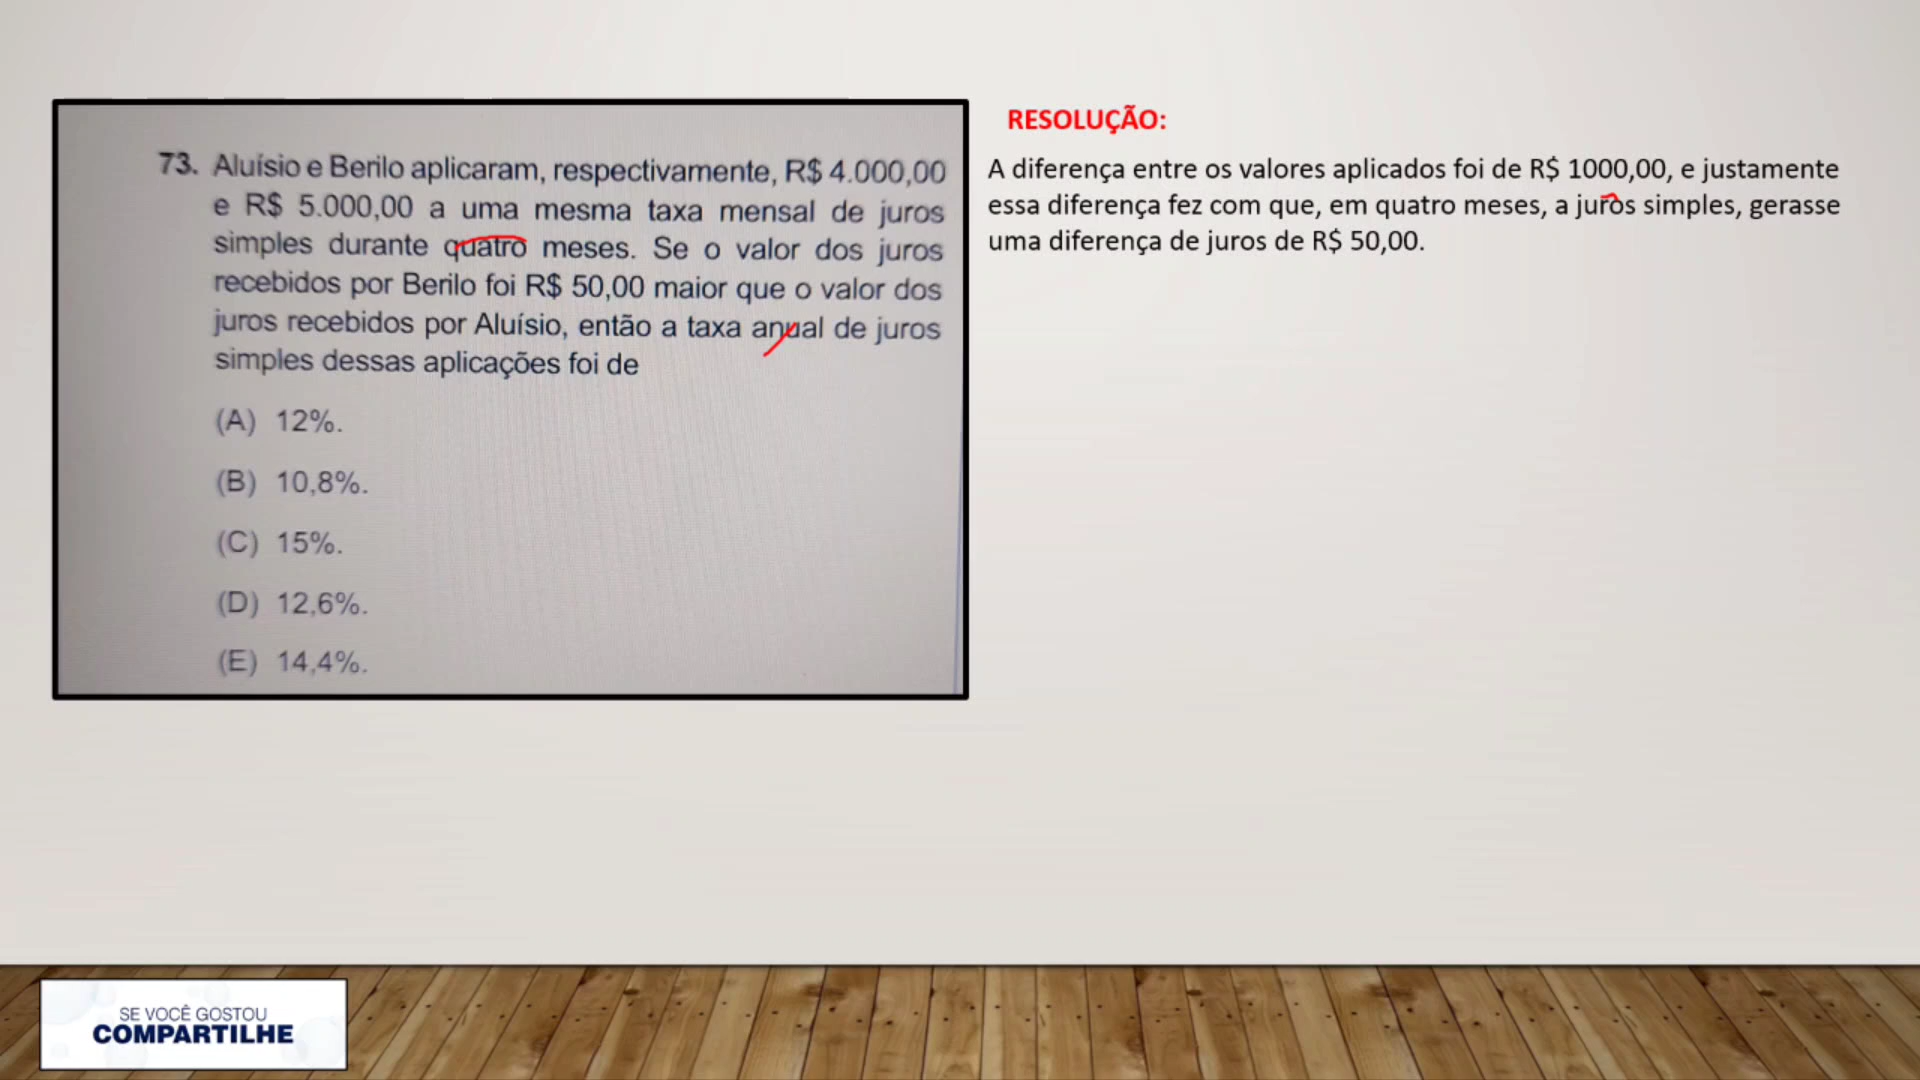 73. Aluísio e Berilo aplicaram, respectivamente, R$ 4.000,00
e R$ 5.000,00 a uma mesma taxa mensal de juros
simples durante quatro meses. Se o valor dos juros
recebidos por Berilo foi R$ 50,00 maior que o valor dos
juros recebidos por Aluísio, então a taxa anual de juros
simples dessas aplicações foi de
(A) 12%.
(B) 10,8%.
(C) 15%.
(D) 12,6%.
(E) 14,4%.
RESOLUÇÃO:
A diferença entre os valores aplicados foi de R$ 1000,00, e justamente
essa diferença fez com que, em quatro meses, a juros simples, gerasse
uma diferença de juros de R$ 50,00.
SE VOCÊ GOSTOU
COMPARTILHE